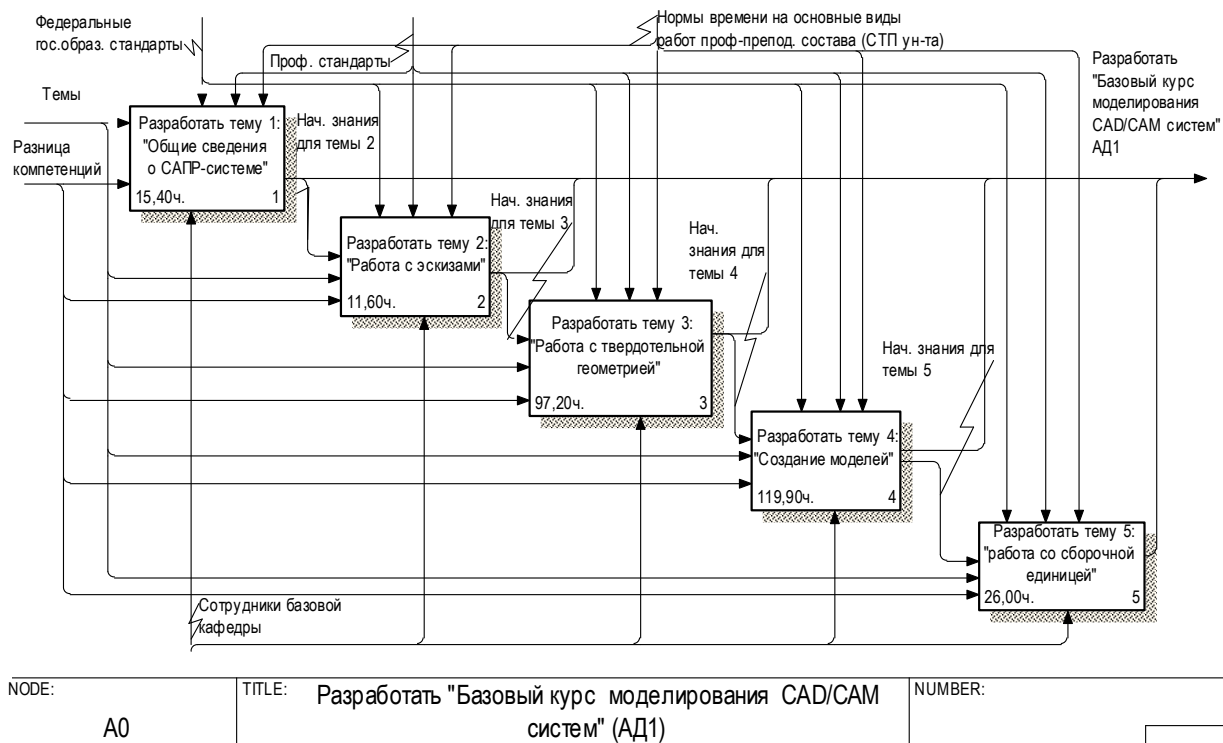 Федеральные
гос.образ. стандарты
Проф. стандарты
Нормы времени на основные виды
работ проф-препод. состава (СТП ун-та)
Разработать
"Базовый курс
моделирования
CAD/CAM систем"
АД1
Темы
Разница
компетенций
Разработать тему 1:
"Общие сведения
о САПР-системе"
15,40ч. 1
Нач. знания
для темы 2
Разработать тему 2:
"Работа с эскизами"
11,60ч. 2
Нач. знания
для темы 3
Разработать тему 3:
"Работа с твердотельной
геометрией"
97,20ч. 3
Нач.
знания для
темы 4
Разработать тему 4:
"Создание моделей"
119,90ч. 4
Нач. знания для
темы 5
Разработать тему 5:
"работа со сборочной
единицей"
26,00ч. 5
Сотрудники базовой
кафедры
NODE:
A0
TITLE:
Разработать "Базовый курс моделирования CAD/CAM
систем" (АД1)
NUMBER: